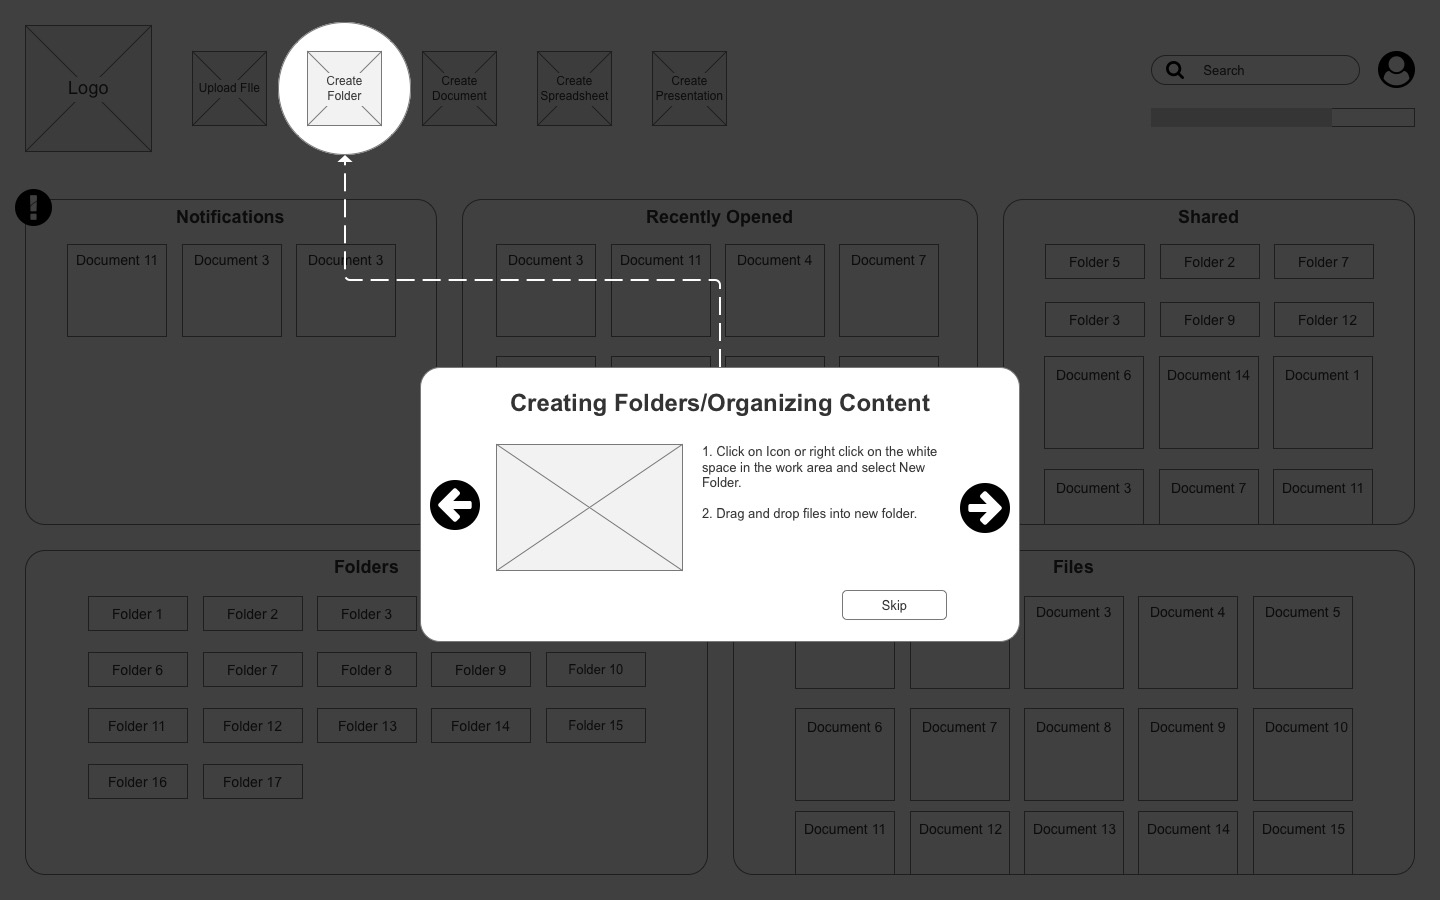 Logo
Upload FIle
Create
Folder
Create
Document
Create
Spreadsheet
Create
Presentation
Search
Notifications
Document 11
Document 3
Document 3
Recently Opened
Document 3
Document 11
Document 4
Document 7
Shared
Folder 5
Folder 2
Folder 7
Folder 3
Folder 9
Folder 12
Document 6
Document 14
Document 1
Document 3
Document 7
Document 11
Creating Folders/Organizing Content
1. Click on Icon or right click on the white
space in the work area and select New
Folder.
2. Drag and drop files into new folder.
Skip
Folders
Folder 1
Folder 2
Folder 3
Folder 6
Folder 7
Folder 8
Folder 9
Folder 10
Folder 11
Folder 12
Folder 13
Folder 14
Folder 15
Folder 16
Folder 17
Files
Document 3
Document 4
Document 5
Document 6
Document 7
Document 8
Document 9
Document 10
Document 11
Document 12
Document 13
Document 14
Document 15